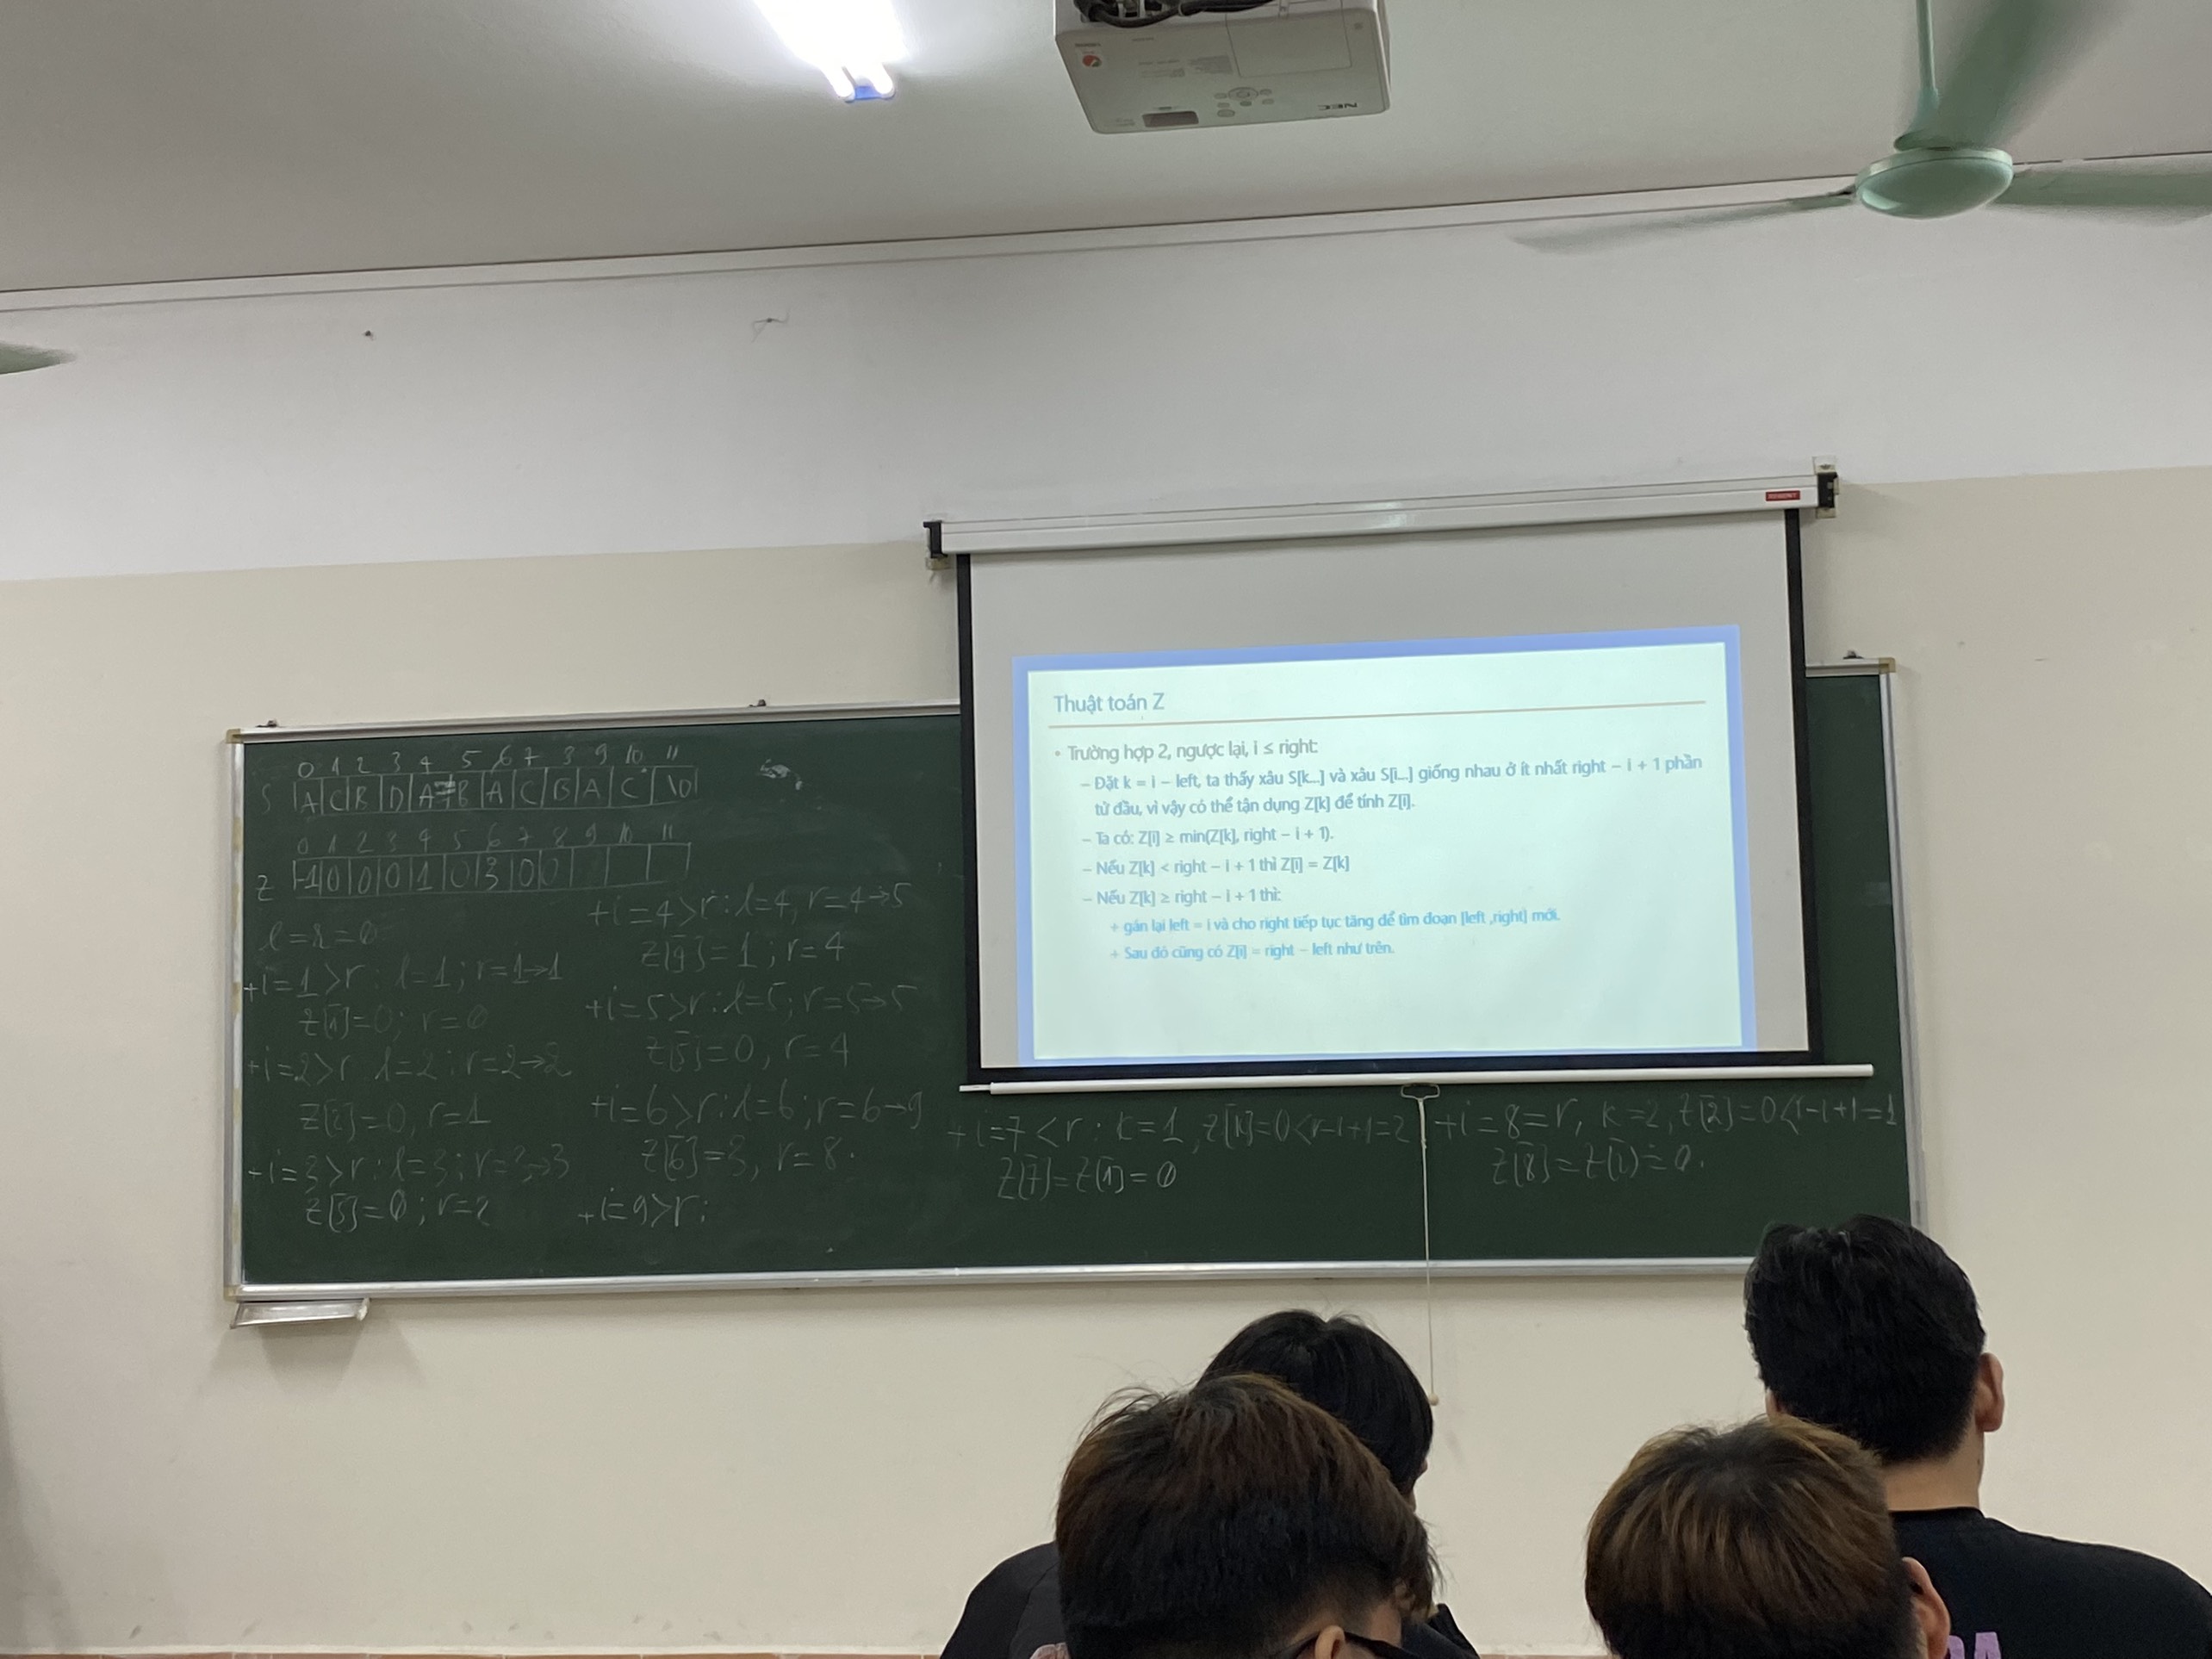 NEC
Thuật toán Z
• Trường hợp 2, ngược lại, i ≤ right:
– Đặt k = i – left, ta thấy xâu S[k...] và xâu S[i...] giống nhau ở ít nhất right – i + 1 phần
tử đầu, vì vậy có thể tận dụng Z[k] để tính Z[i].
– Ta có: Z[i] ≥ min(Z[k], right – i + 1).
– Nếu Z[k] < right – i + 1 thì Z[i] = Z[k]
– Nếu Z[k] ≥ right – i + 1 thì:
+ gán lại left = i và cho right tiếp tục tăng để tìm đoạn [left ,right] mới.
+ Sau đó cũng có Z[i] = right – left như trên.
0 1 2 3 4 5 6 7 8 9 10 11
S A C B D A B A C B A C \0
0 1 2 3 4 5 6 7 8 9 10 11
Z -1 0 0 0 1 0 3 0 0
l=r=0
+i=1>r: l=1; r=1→1
Z[1]=0; r=0
+i=2>r l=2; r=2→2
Z[2]=0, r=1
+i=3>r: l=3; r=3→3
Z[3]=0; r=2
+i=4>r: l=4, r=4→5
Z[4]=1; r=4
+i=5>r: l=5; r=5→5
Z[5]=0, r=4
+i=6>r: l=6; r=6→9
Z[6]=3, r=8.
+i=9>r:
+i=7<r: k=1, Z[1]=0<r-i+1=2
Z[7]=Z[1]=0
+i=8=r, k=2, Z[2]=0<r-i+1=1
Z[8]=Z[2]=0.